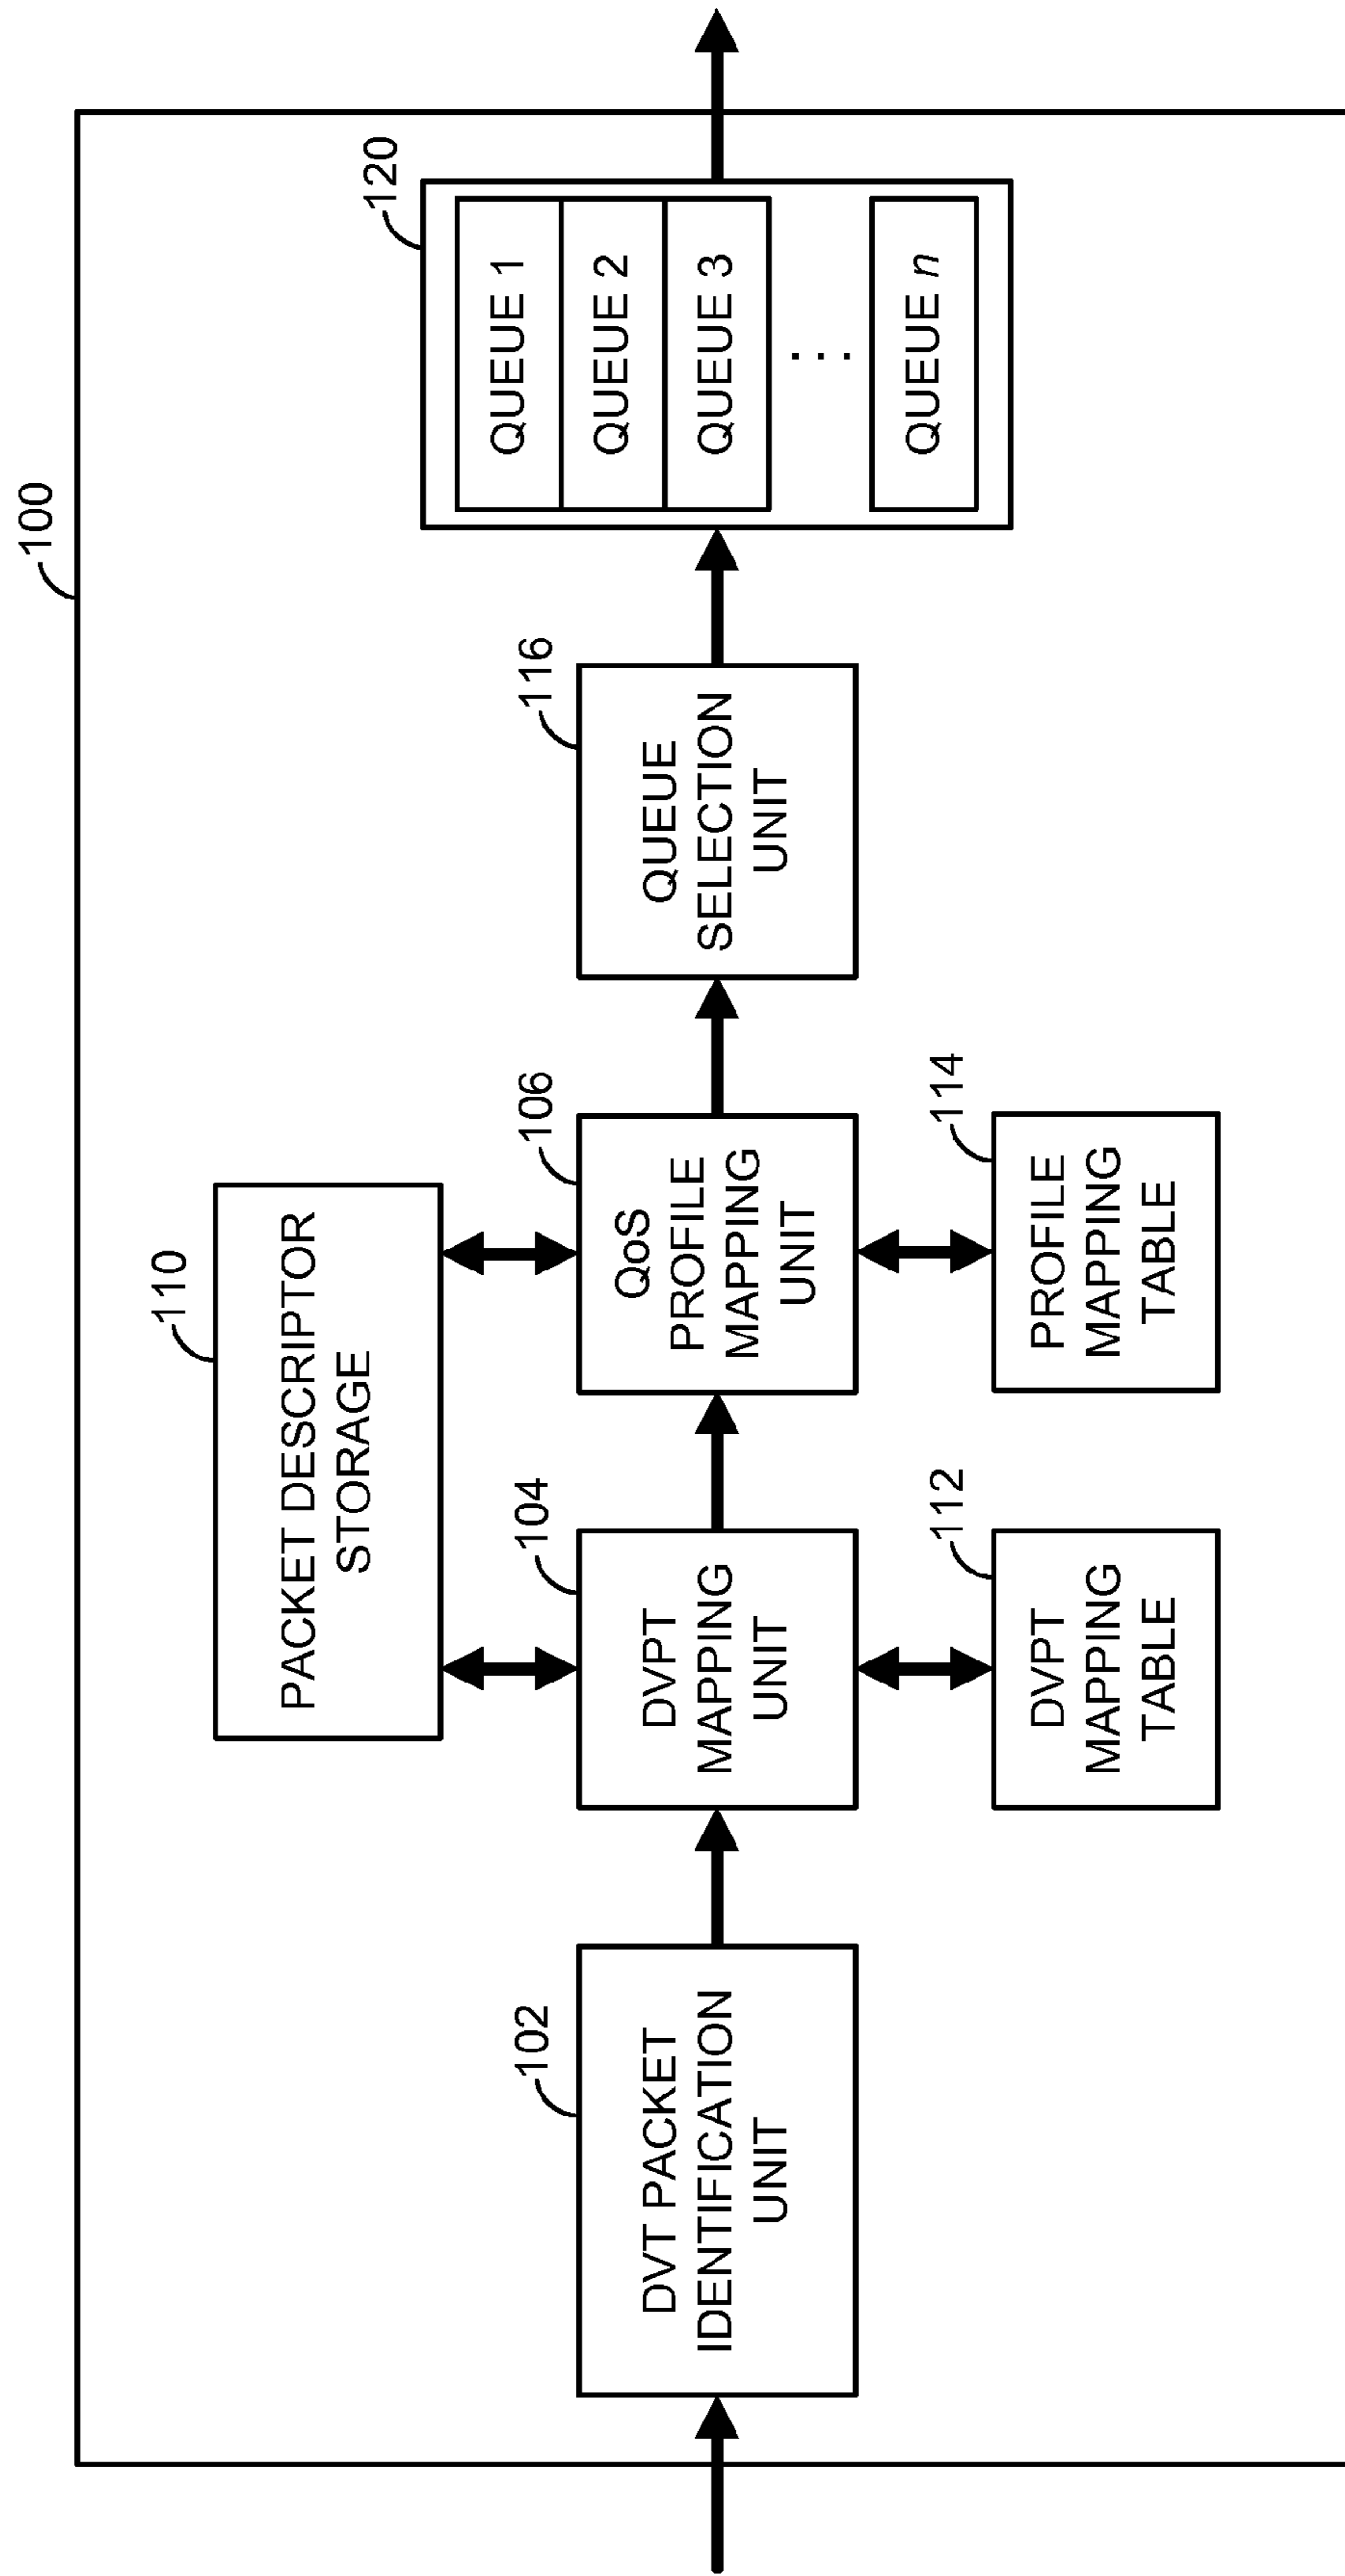 100
110
PACKET DESCRIPTOR
STORAGE
102
DVT PACKET
IDENTIFICATION
UNIT
104
DVPT
MAPPING
UNIT
106
QoS
PROFILE
MAPPING
UNIT
116
QUEUE
SELECTION
UNIT
120
QUEUE 1
QUEUE 2
QUEUE 3
...
QUEUE n
112
DVPT
MAPPING
TABLE
114
PROFILE
MAPPING
TABLE